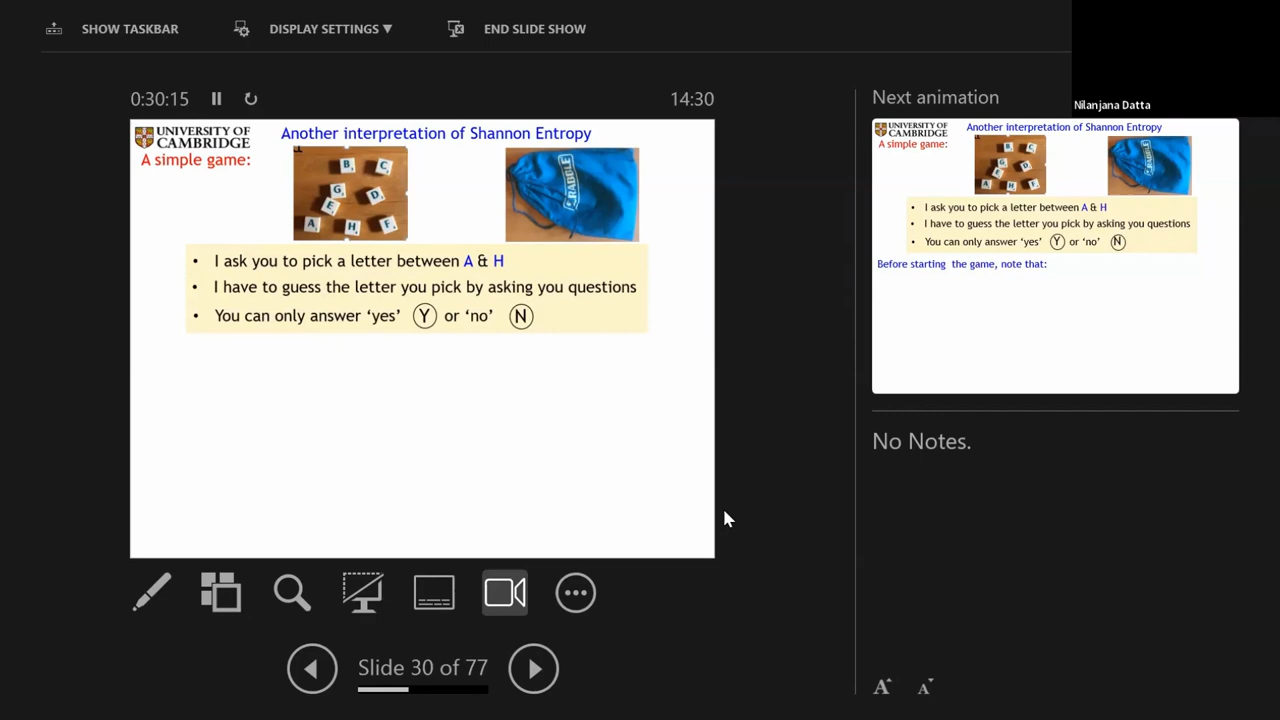 SHOW TASKBAR
DISPLAY SETTINGS ▼
END SLIDE SHOW
0:30:15
14:30
UNIVERSITY OF
CAMBRIDGE
Another interpretation of Shannon Entropy
A simple game:
B
C
G
D
E
A
H
F
SCRABBLE
• I ask you to pick a letter between A & H
• I have to guess the letter you pick by asking you questions
• You can only answer ‘yes’ Y or ‘no’ N
Slide 30 of 77
Next animation
Nilanjana Datta
UNIVERSITY OF
CAMBRIDGE
Another interpretation of Shannon Entropy
A simple game:
B
C
G
D
E
A
H
F
SCRABBLE
• I ask you to pick a letter between A & H
• I have to guess the letter you pick by asking you questions
• You can only answer ‘yes’ Y or ‘no’ N
Before starting the game, note that:
No Notes.
A
A